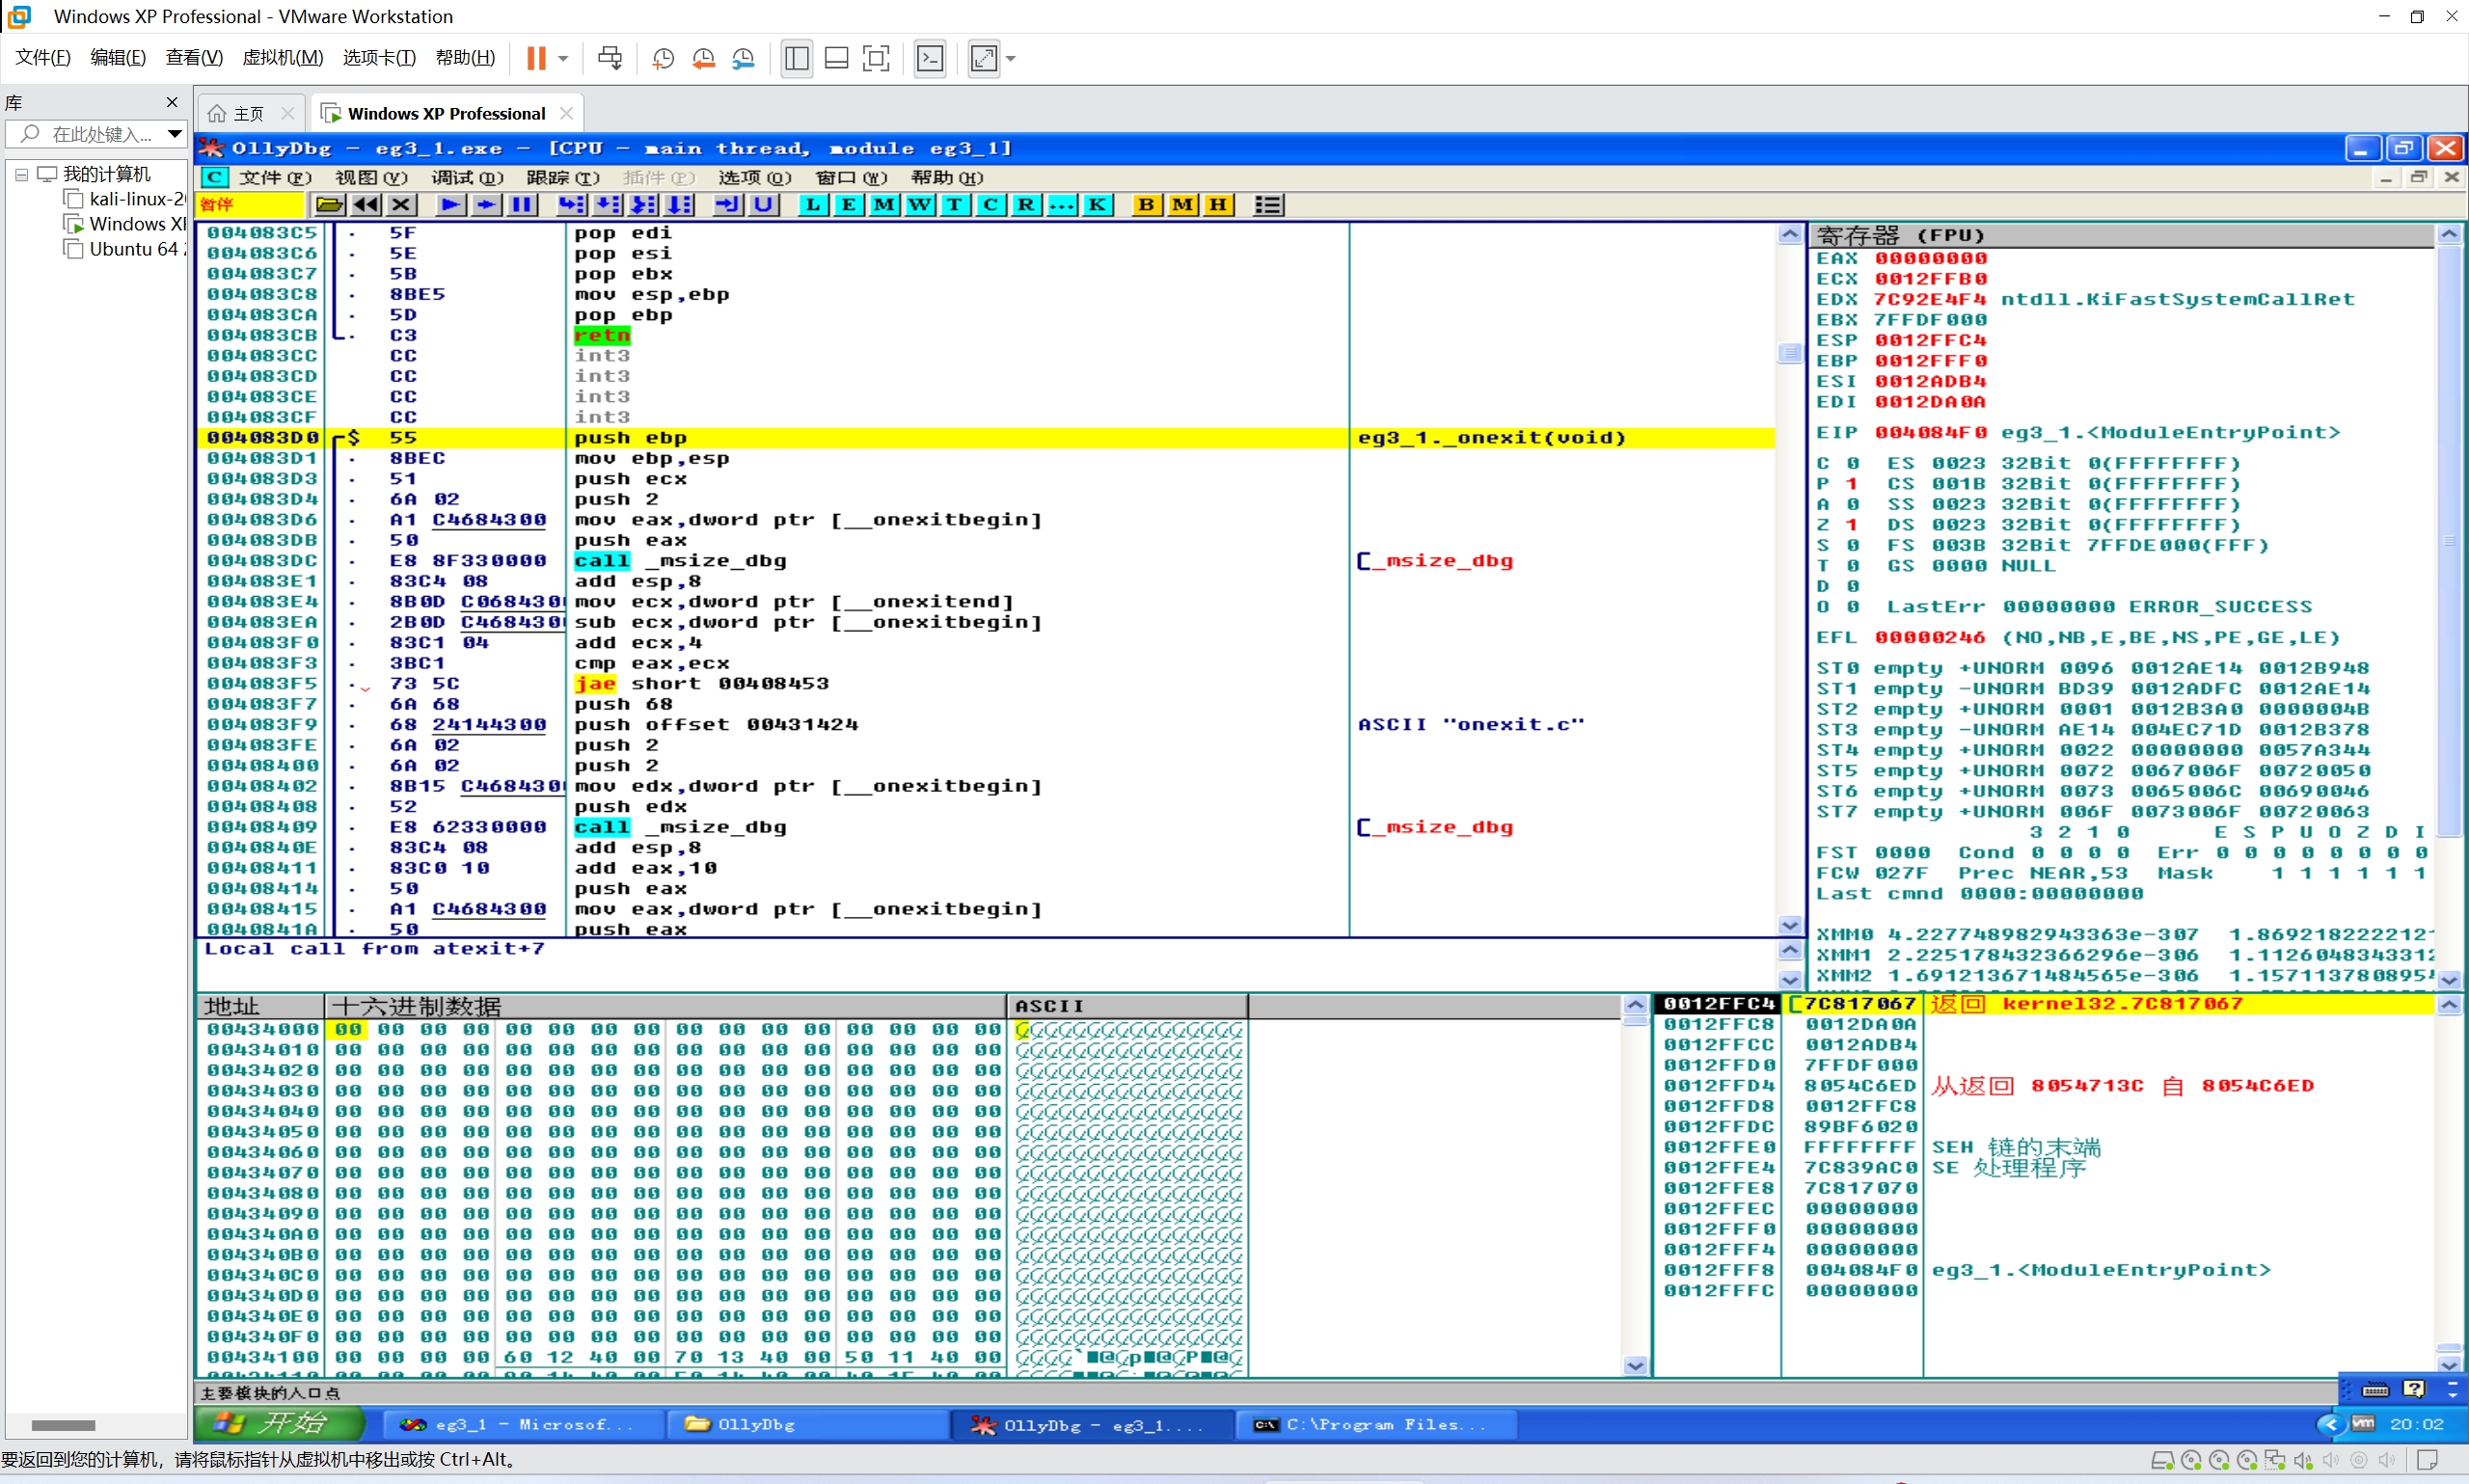 Windows XP Professional - VMware Workstation
文件(F) 编辑(E) 查看(V) 虚拟机(M) 选项卡(T) 帮助(H)
库
在此处键入...
我的计算机
kali-linux-2
Windows XP
Ubuntu 64
主页
Windows XP Professional
OllyDbg - eg3_1.exe - [CPU - main thread, module eg3_1]
C 文件(F) 视图(V) 调试(D) 跟踪(T) 插件(P) 选项(O) 窗口(W) 帮助(H)
暂停 L E M W T C R ... K B M H
004083C5 . 5F pop edi
004083C6 . 5E pop esi
004083C7 . 5B pop ebx
004083C8 . 8BE5 mov esp,ebp
004083CA . 5D pop ebp
004083CB . C3 retn
004083CC CC int3
004083CD CC int3
004083CE CC int3
004083CF CC int3
004083D0 $ 55 push ebp eg3_1._onexit(void)
004083D1 . 8BEC mov ebp,esp
004083D3 . 51 push ecx
004083D4 . 6A 02 push 2
004083D6 . A1 C4684300 mov eax,dword ptr [__onexitbegin]
004083DB . 50 push eax
004083DC . E8 8F330000 call _msize_dbg [_msize_dbg
004083E1 . 83C4 08 add esp,8
004083E4 . 8B0D C068430 mov ecx,dword ptr [__onexitend]
004083EA . 2B0D C468430 sub ecx,dword ptr [__onexitbegin]
004083F0 . 83C1 04 add ecx,4
004083F3 . 3BC1 cmp eax,ecx
004083F5 . 73 5C jae short 00408453
004083F7 . 6A 68 push 68
004083F9 . 68 24144300 push offset 00431424 ASCII "onexit.c"
004083FE . 6A 02 push 2
00408400 . 6A 02 push 2
00408402 . 8B15 C468430 mov edx,dword ptr [__onexitbegin]
00408408 . 52 push edx
00408409 . E8 62330000 call _msize_dbg [_msize_dbg
0040840E . 83C4 08 add esp,8
00408411 . 83C0 10 add eax,10
00408414 . 50 push eax
00408415 . A1 C4684300 mov eax,dword ptr [__onexitbegin]
0040841A . 50 push eax
Local call from atexit+7
寄存器 (FPU)
EAX 00000000
ECX 0012FFB0
EDX 7C92E4F4 ntdll.KiFastSystemCallRet
EBX 7FFDF000
ESP 0012FFC4
EBP 0012FFF0
ESI 0012ADB4
EDI 0012DA0A
EIP 004084F0 eg3_1.<ModuleEntryPoint>
C 0 ES 0023 32Bit 0(FFFFFFFF)
P 1 CS 001B 32Bit 0(FFFFFFFF)
A 0 SS 0023 32Bit 0(FFFFFFFF)
Z 1 DS 0023 32Bit 0(FFFFFFFF)
S 0 FS 003B 32Bit 7FFDE000(FFF)
T 0 GS 0000 NULL
D 0
O 0 LastErr 00000000 ERROR_SUCCESS
EFL 00000246 (NO,NB,E,BE,NS,PE,GE,LE)
ST0 empty +UNORM 0096 0012AE14 0012B948
ST1 empty -UNORM BD39 0012ADFC 0012AE14
ST2 empty +UNORM 0001 0012B3A0 0000004B
ST3 empty -UNORM AE14 004EC71D 0012B378
ST4 empty +UNORM 0022 00000000 0057A344
ST5 empty +UNORM 0072 0067006F 00720050
ST6 empty +UNORM 0073 0065006C 00690046
ST7 empty +UNORM 006F 0073006F 00720063
3 2 1 0 E S P U O Z D I
FST 0000 Cond 0 0 0 0 Err 0 0 0 0 0 0 0 0
FCW 027F Prec NEAR,53 Mask 1 1 1 1 1 1
Last cmnd 0000:00000000
XMM0 4.227748982943363e-307 1.869218222212
XMM1 2.225178432366296e-306 1.112604834331
XMM2 1.691213671484565e-306 1.15711378089
地址 十六进制数据 ASCII
00434000 00 00 00 00 00 00 00 00 00 00 00 00 00 00 00 00
00434010 00 00 00 00 00 00 00 00 00 00 00 00 00 00 00 00
00434020 00 00 00 00 00 00 00 00 00 00 00 00 00 00 00 00
00434030 00 00 00 00 00 00 00 00 00 00 00 00 00 00 00 00
00434040 00 00 00 00 00 00 00 00 00 00 00 00 00 00 00 00
00434050 00 00 00 00 00 00 00 00 00 00 00 00 00 00 00 00
00434060 00 00 00 00 00 00 00 00 00 00 00 00 00 00 00 00
00434070 00 00 00 00 00 00 00 00 00 00 00 00 00 00 00 00
00434080 00 00 00 00 00 00 00 00 00 00 00 00 00 00 00 00
00434090 00 00 00 00 00 00 00 00 00 00 00 00 00 00 00 00
004340A0 00 00 00 00 00 00 00 00 00 00 00 00 00 00 00 00
004340B0 00 00 00 00 00 00 00 00 00 00 00 00 00 00 00 00
004340C0 00 00 00 00 00 00 00 00 00 00 00 00 00 00 00 00
004340D0 00 00 00 00 00 00 00 00 00 00 00 00 00 00 00 00
004340E0 00 00 00 00 00 00 00 00 00 00 00 00 00 00 00 00
004340F0 00 00 00 00 00 00 00 00 00 00 00 00 00 00 00 00
00434100 00 00 00 00 60 12 40 00 70 13 40 00 50 11 40 00
0012FFC4 [7C817067 返回 kernel32.7C817067
0012FFC8 0012DA0A
0012FFCC 0012ADB4
0012FFD0 7FFDF000
0012FFD4 8054C6ED 从返回 8054713C 自 8054C6ED
0012FFD8 0012FFC8
0012FFDC 89BF6020
0012FFE0 FFFFFFFF SEH 链的末端
0012FFE4 7C839AC0 SE 处理程序
0012FFE8 7C817070
0012FFEC 00000000
0012FFF0 00000000
0012FFF4 00000000
0012FFF8 004084F0 eg3_1.<ModuleEntryPoint>
0012FFFC 00000000
主要模块的入口点
开始 eg3_1 - Microsof... OllyDbg OllyDbg - eg3_1.... C:\Program Files... 20:02
要返回到您的计算机，请将鼠标指针从虚拟机中移出或按 Ctrl+Alt。